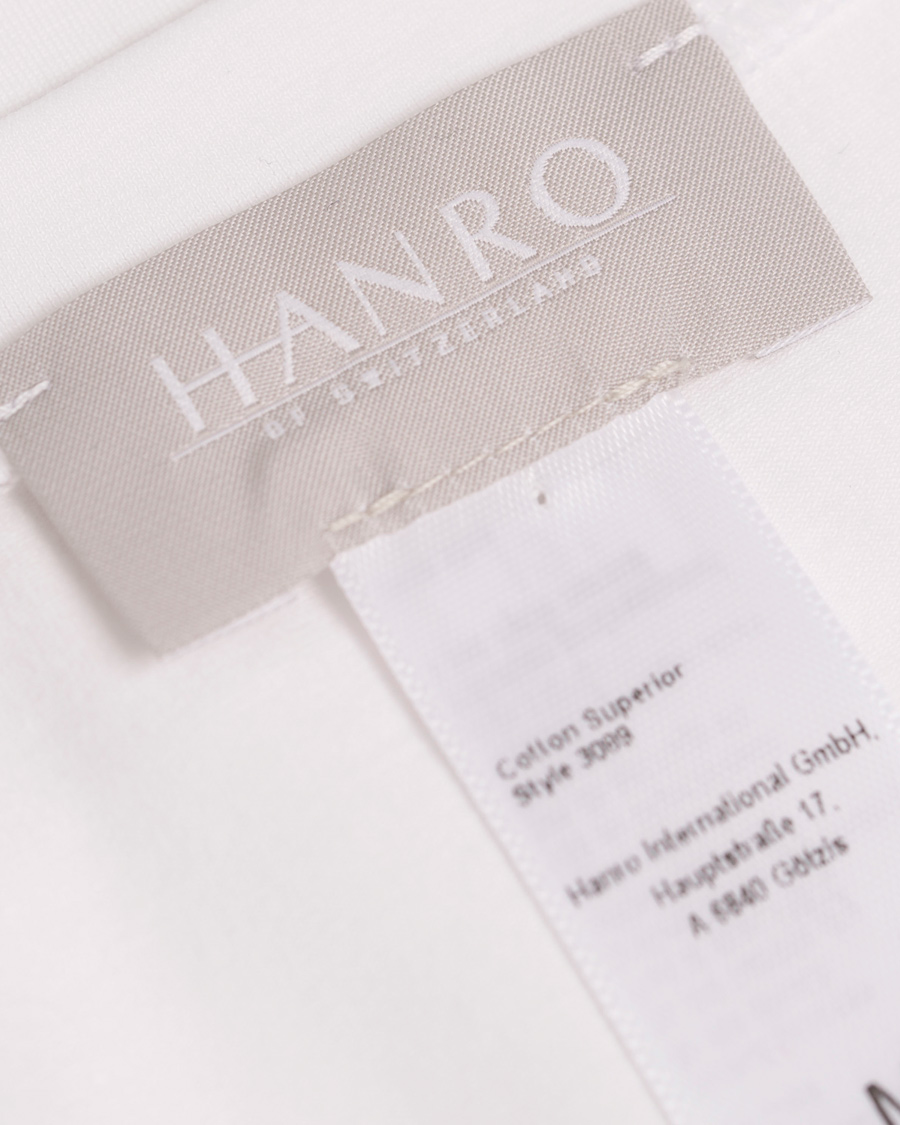 HANRO
OF SWITZERLAND
Cotton Superior
Style 3099
Hanro International GmbH,
Hauptstraße 17,
A 6840 Götzis